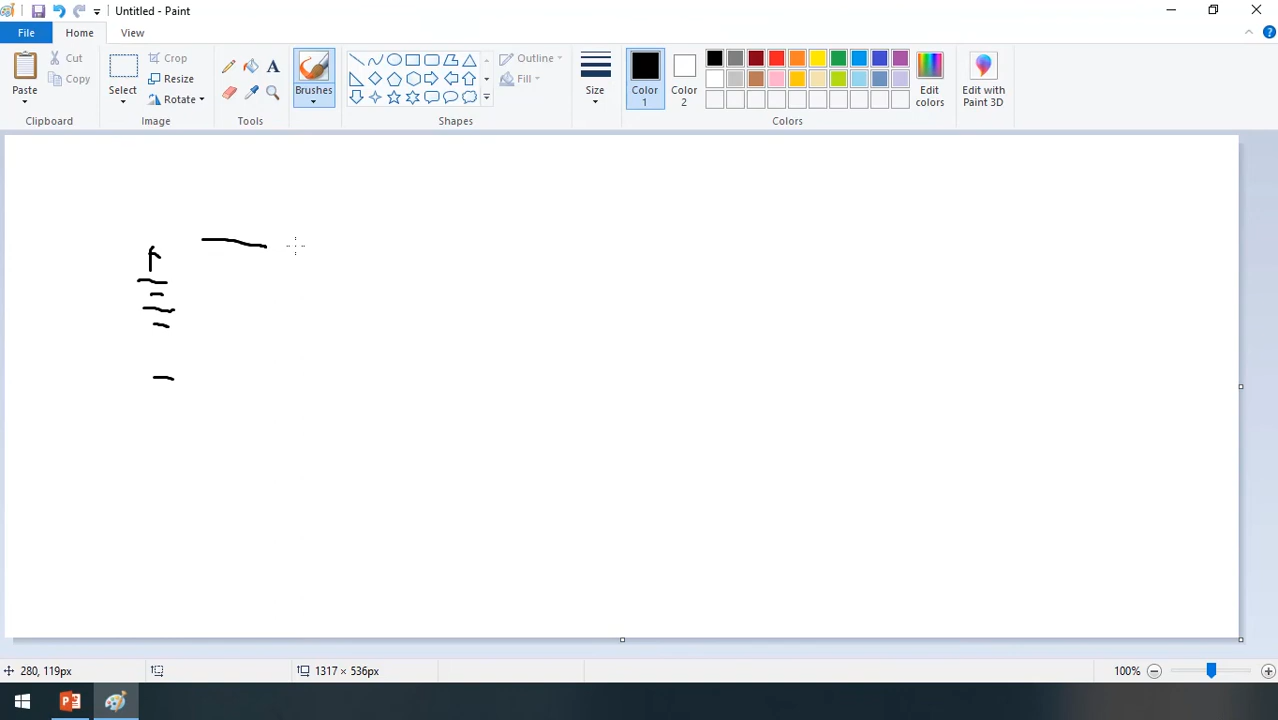 Untitled - Paint
File Home View
Cut
Copy
Paste
Clipboard
Crop
Resize
Rotate
Select
Image
A
Tools
Brushes
Outline
Fill
Shapes
Size
Color 1
Color 2
Edit colors
Colors
Edit with Paint 3D
280, 119px
1317 × 536px
100%